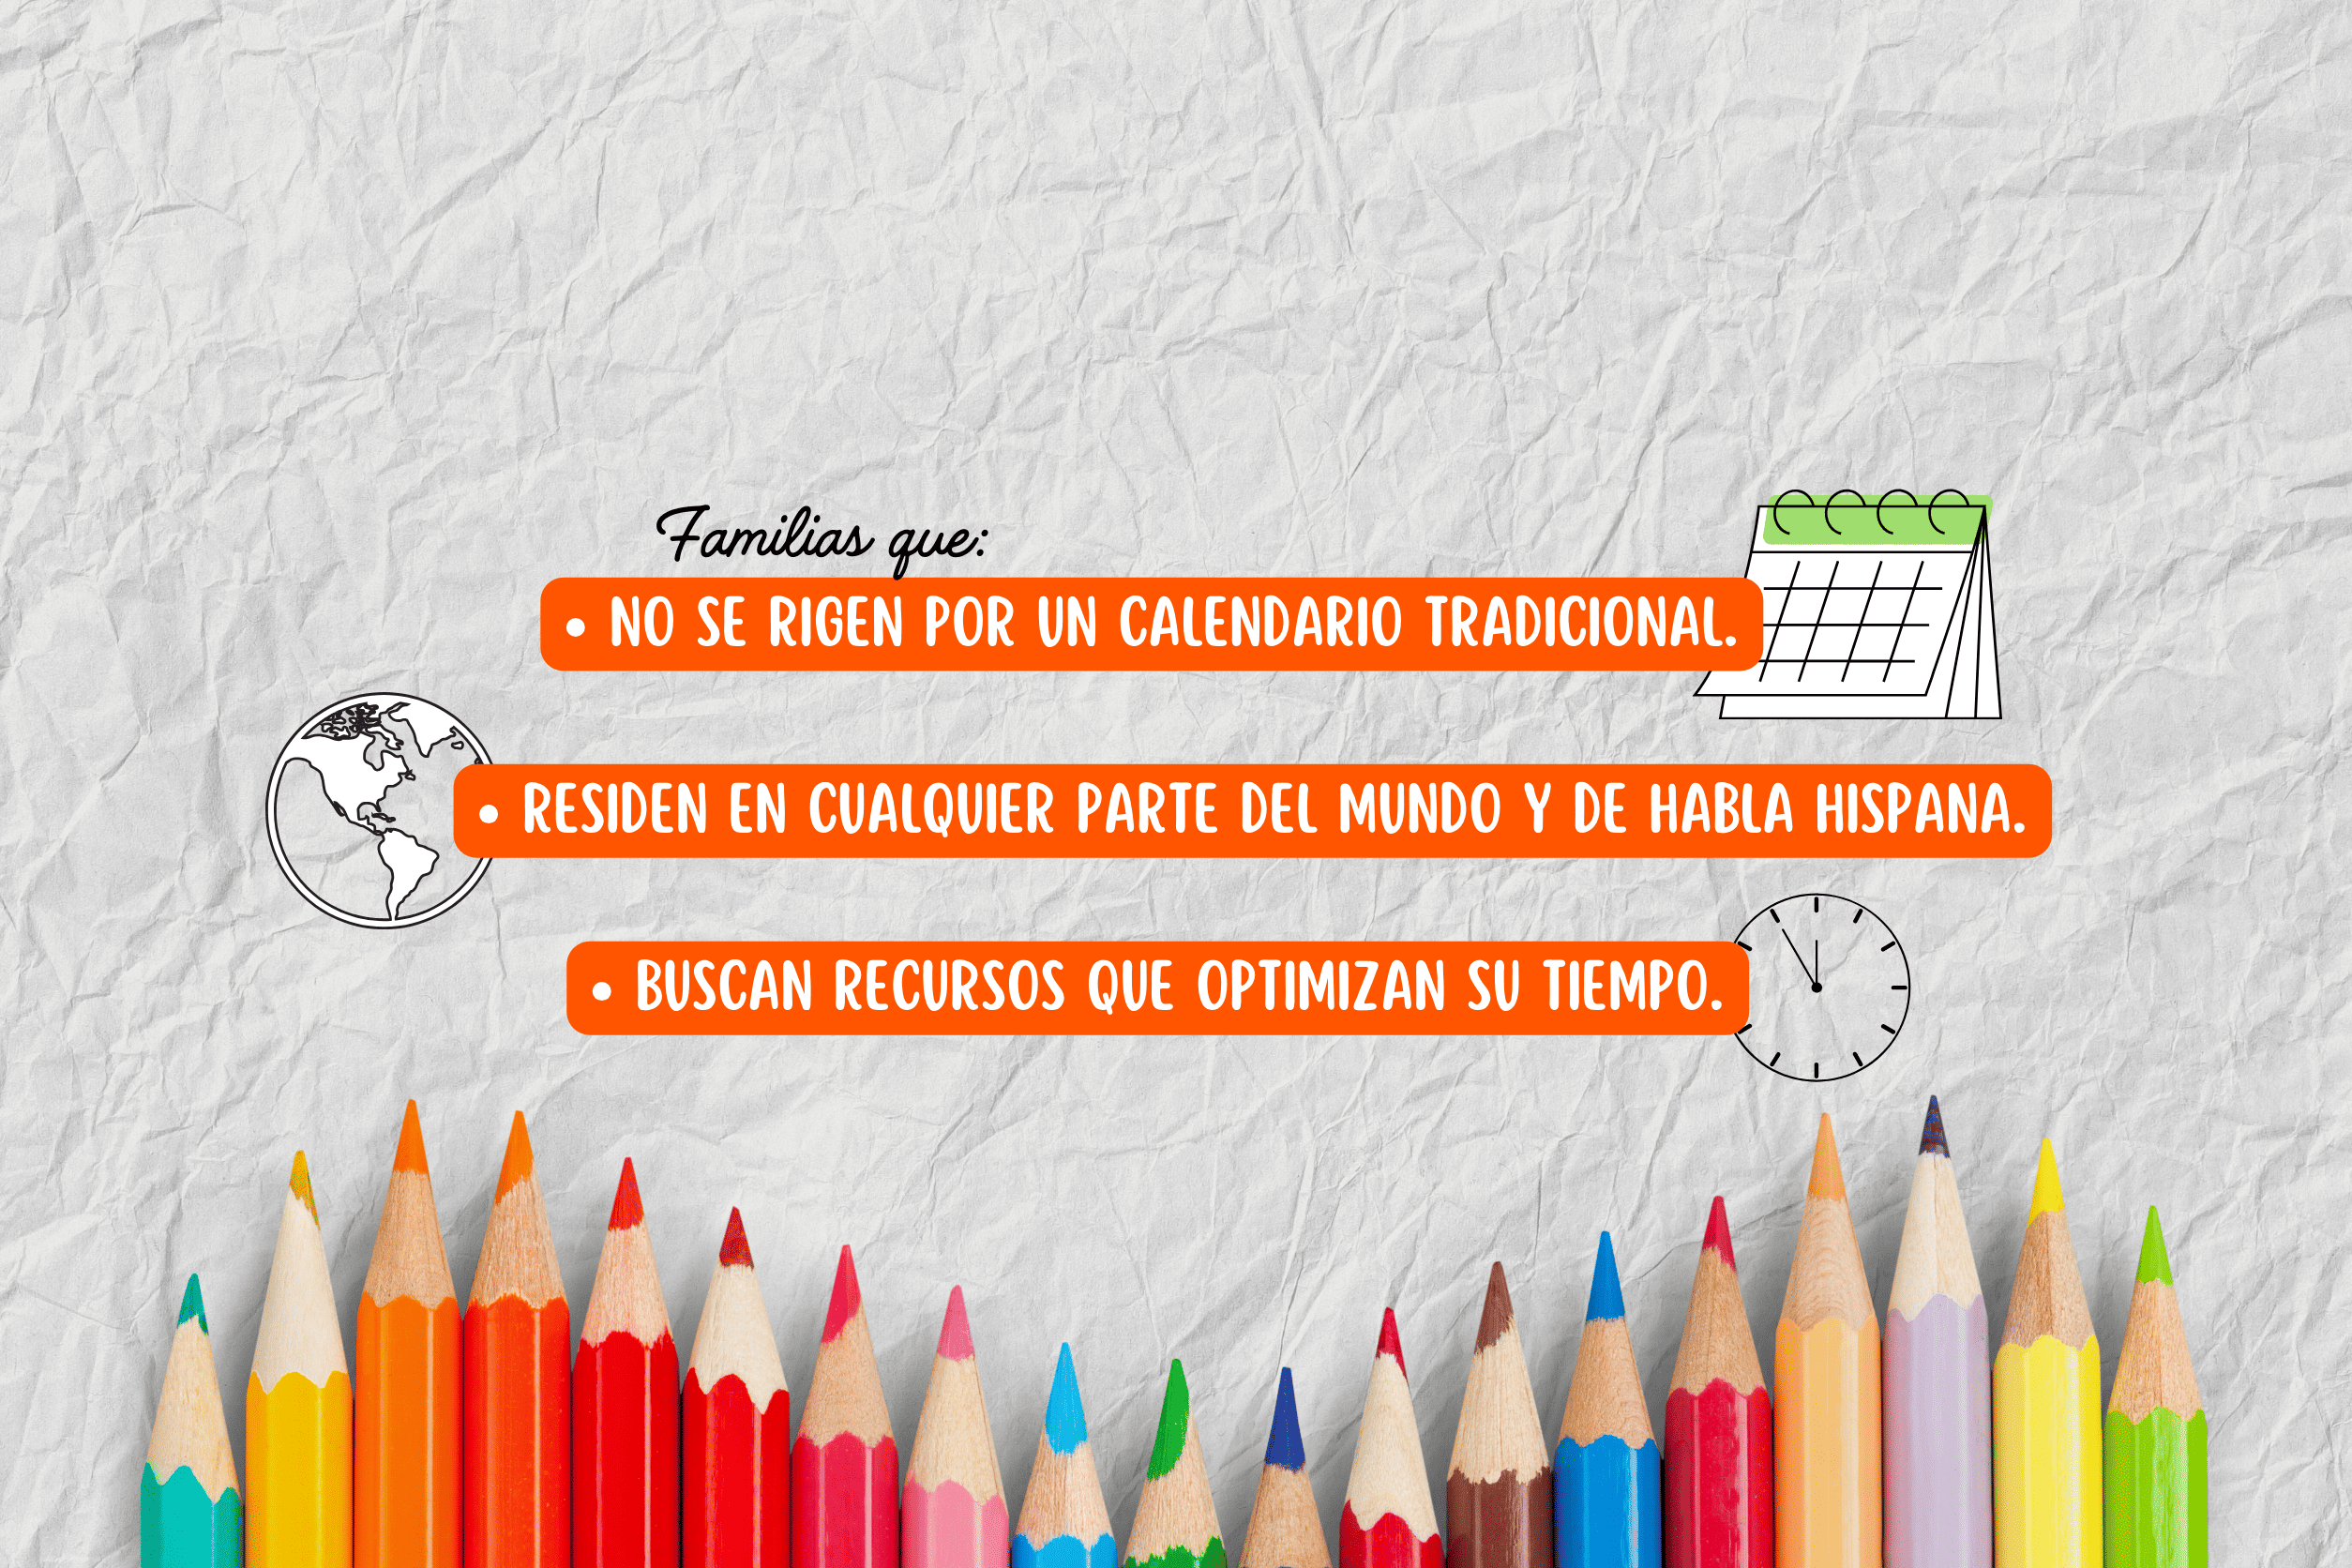 Familias que:
• NO SE RIGEN POR UN CALENDARIO TRADICIONAL.
• RESIDEN EN CUALQUIER PARTE DEL MUNDO Y DE HABLA HISPANA.
• BUSCAN RECURSOS QUE OPTIMIZAN SU TIEMPO.